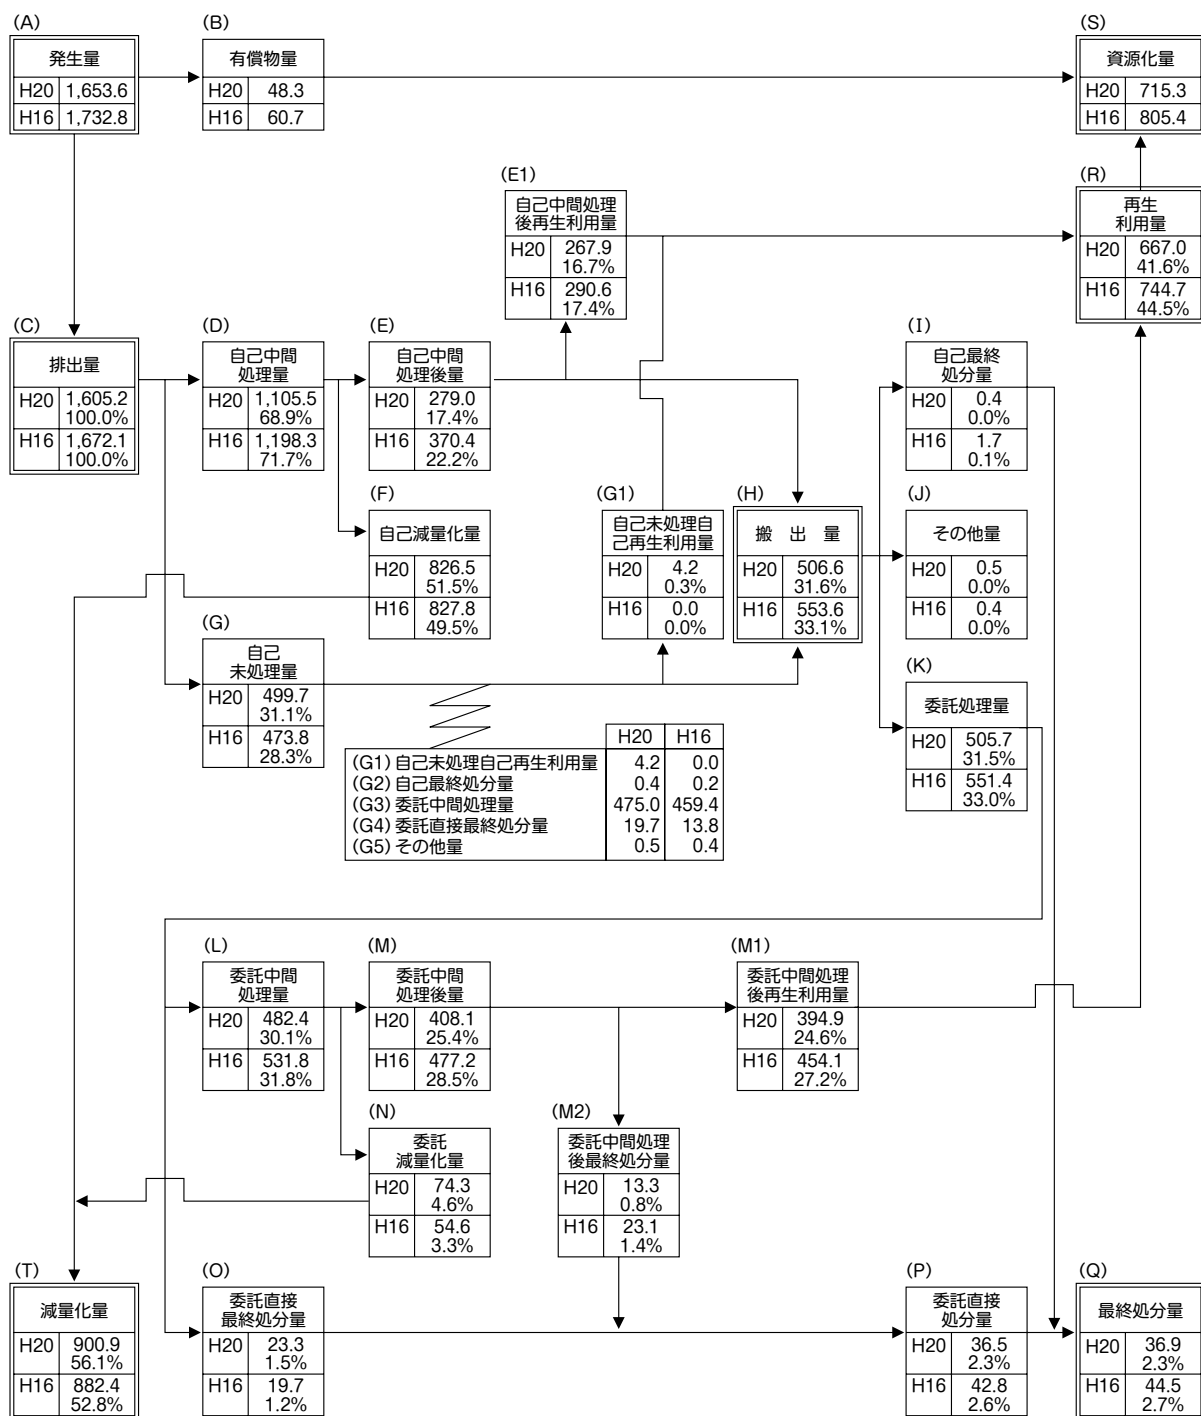 (A)
発生量
H20 1,653.6
H16 1,732.8
(B)
有償物量
H20 48.3
H16 60.7
(S)
資源化量
H20 715.3
H16 805.4
(E1)
自己中間処理
後再生利用量
H20 267.9
16.7%
H16 290.6
17.4%
(R)
再生
利用量
H20 667.0
41.6%
H16 744.7
44.5%
(C)
排出量
H20 1,605.2
100.0%
H16 1,672.1
100.0%
(D)
自己中間
処理量
H20 1,105.5
68.9%
H16 1,198.3
71.7%
(E)
自己中間
処理後量
H20 279.0
17.4%
H16 370.4
22.2%
(I)
自己最終
処分量
H20 0.4
0.0%
H16 1.7
0.1%
(F)
自己減量化量
H20 826.5
51.5%
H16 827.8
49.5%
(G1)
自己未処理自
己再生利用量
H20 4.2
0.3%
H16 0.0
0.0%
(H)
搬 出 量
H20 506.6
31.6%
H16 553.6
33.1%
(J)
その他量
H20 0.5
0.0%
H16 0.4
0.0%
(G)
自己
未処理量
H20 499.7
31.1%
H16 473.8
28.3%
(K)
委託処理量
H20 505.7
31.5%
H16 551.4
33.0%
H20 H16
(G1) 自己未処理自己再生利用量 4.2 0.0
(G2) 自己最終処分量 0.4 0.2
(G3) 委託中間処理量 475.0 459.4
(G4) 委託直接最終処分量 19.7 13.8
(G5) その他量 0.5 0.4
(L)
委託中間
処理量
H20 482.4
30.1%
H16 531.8
31.8%
(M)
委託中間
処理後量
H20 408.1
25.4%
H16 477.2
28.5%
(M1)
委託中間処理
後再生利用量
H20 394.9
24.6%
H16 454.1
27.2%
(N)
委託
減量化量
H20 74.3
4.6%
H16 54.6
3.3%
(M2)
委託中間処理
後最終処分量
H20 13.3
0.8%
H16 23.1
1.4%
(T)
減量化量
H20 900.9
56.1%
H16 882.4
52.8%
(O)
委託直接
最終処分量
H20 23.3
1.5%
H16 19.7
1.2%
(P)
委託直接
処分量
H20 36.5
2.3%
H16 42.8
2.6%
(Q)
最終処分量
H20 36.9
2.3%
H16 44.5
2.7%